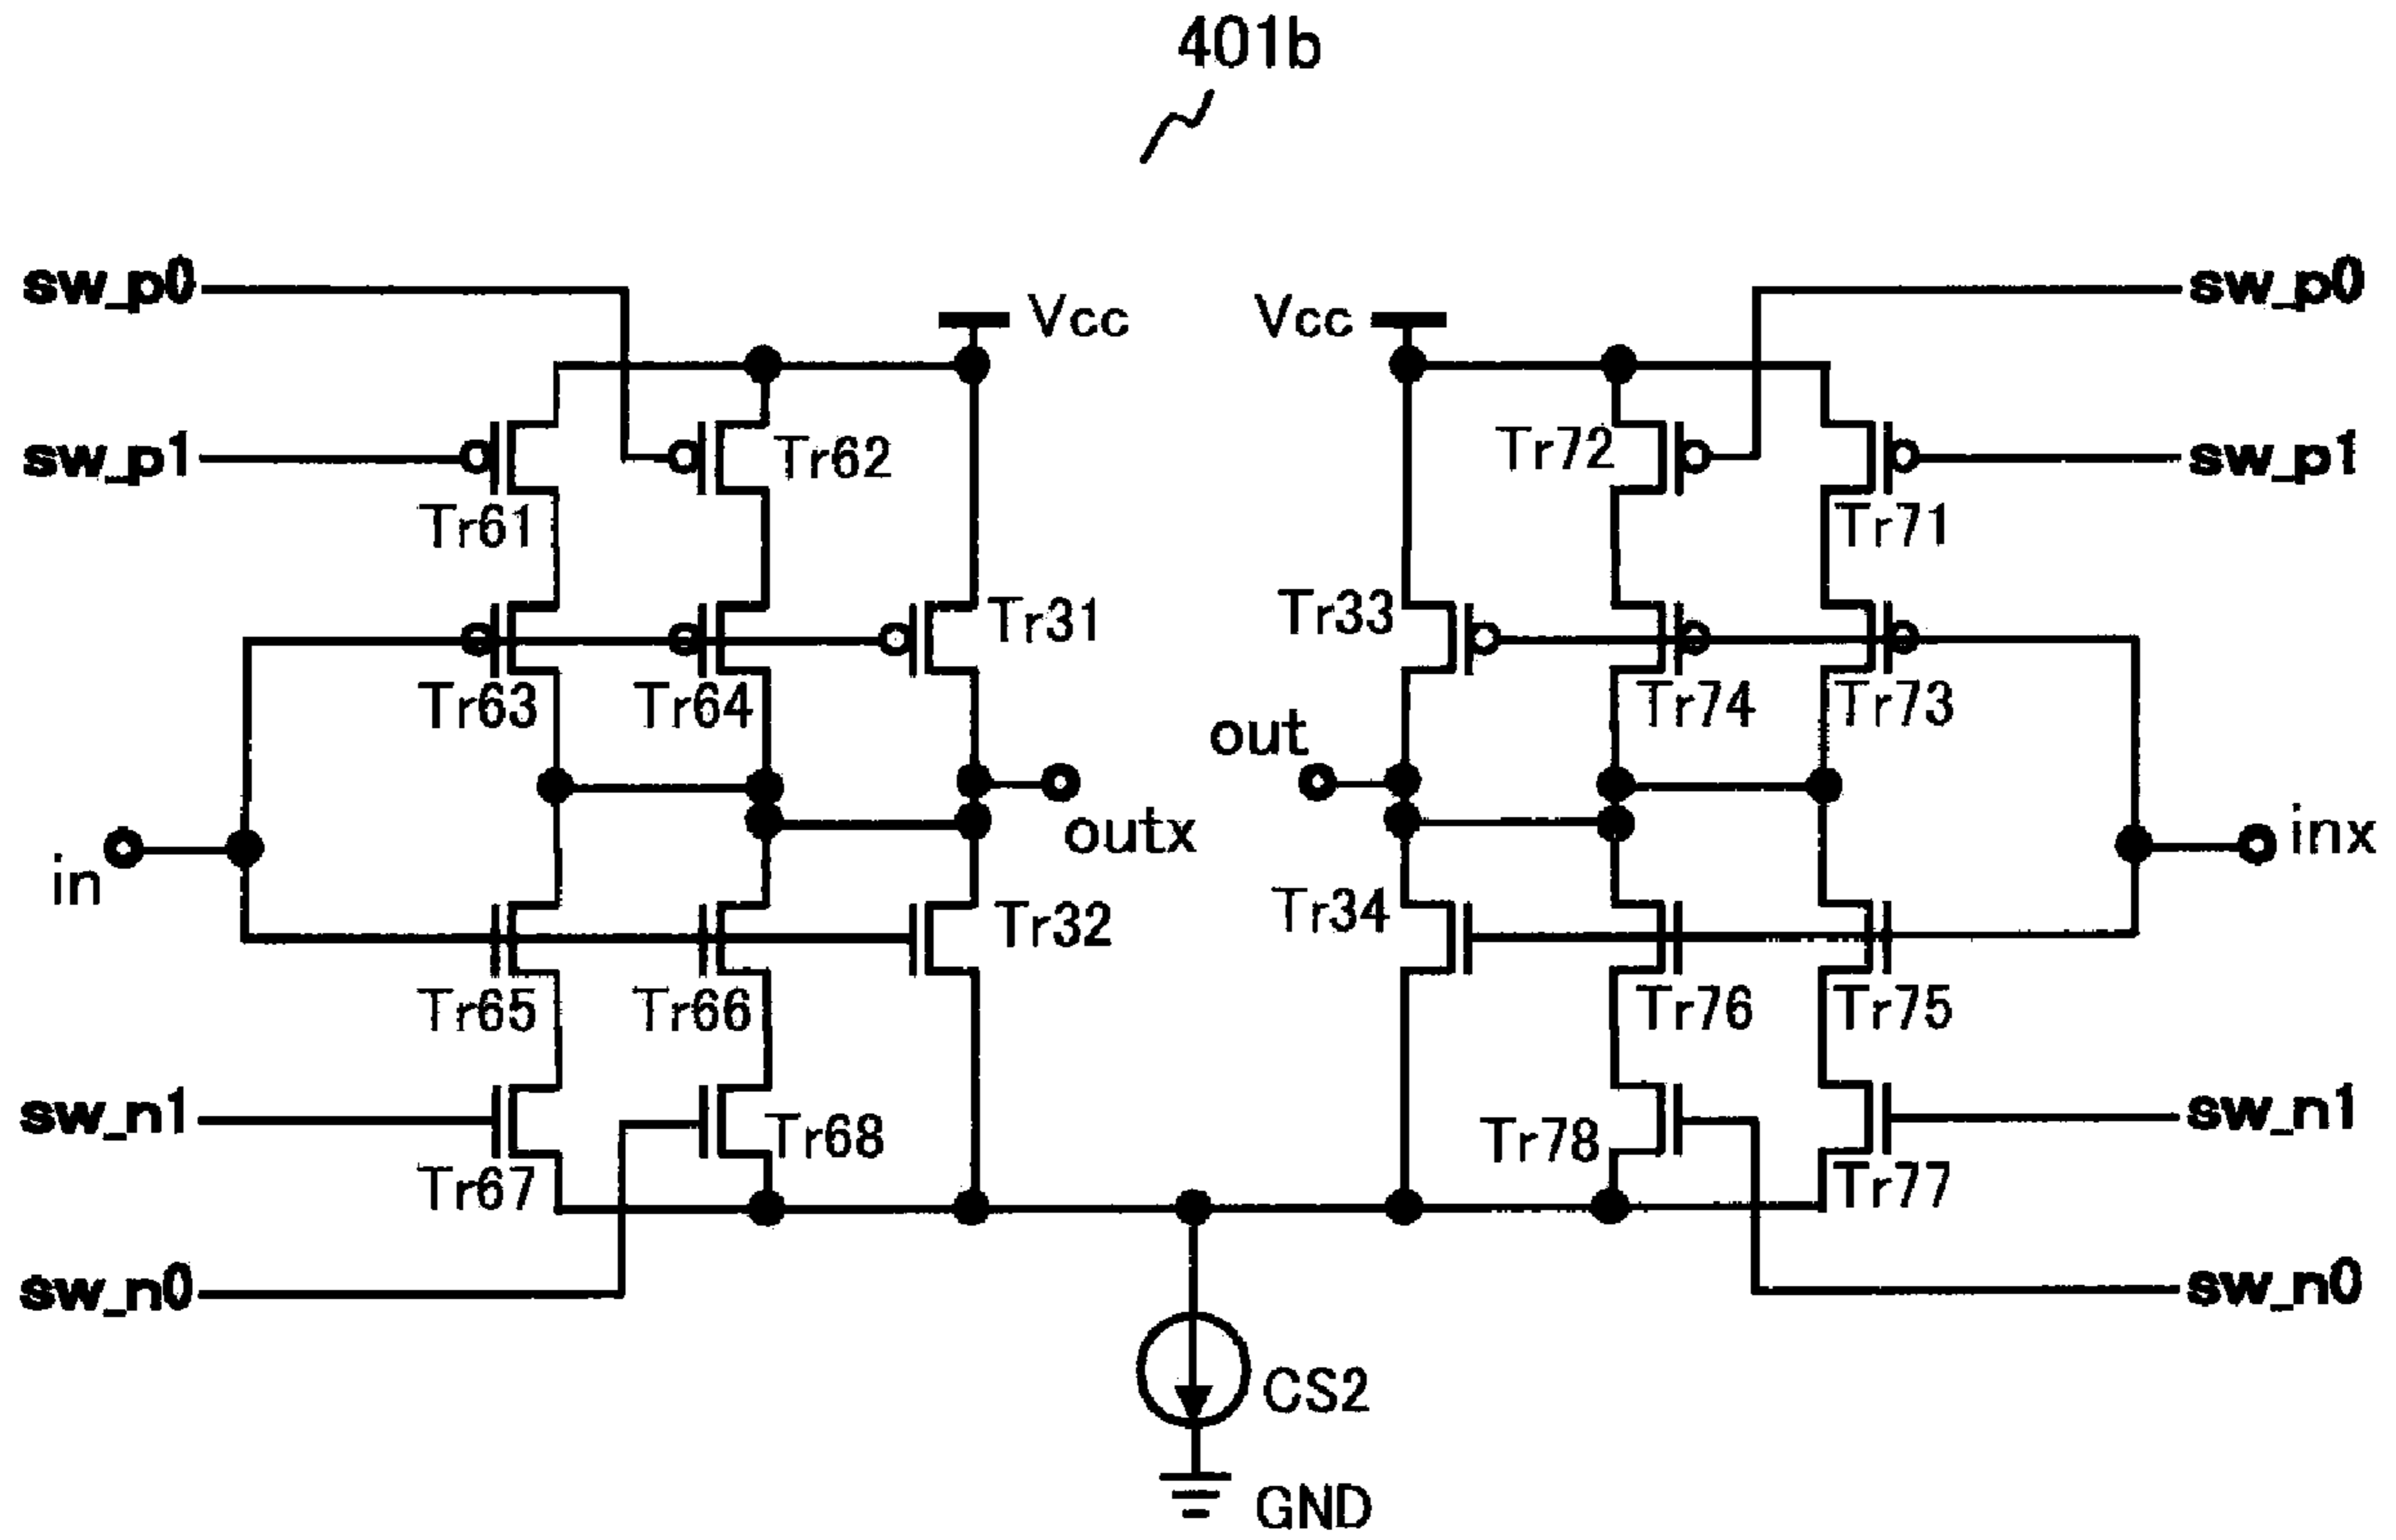 401b
sw_p0
sw_p0
Vcc
Vcc
sw_p1
Tr62
Tr72
sw_p1
Tr61
Tr71
Tr31
Tr33
Tr63
Tr64
Tr74
Tr73
out
in
outx
inx
Tr32
Tr34
Tr65
Tr66
Tr76
Tr75
sw_n1
Tr68
Tr78
sw_n1
Tr67
Tr77
sw_n0
sw_n0
CS2
GND